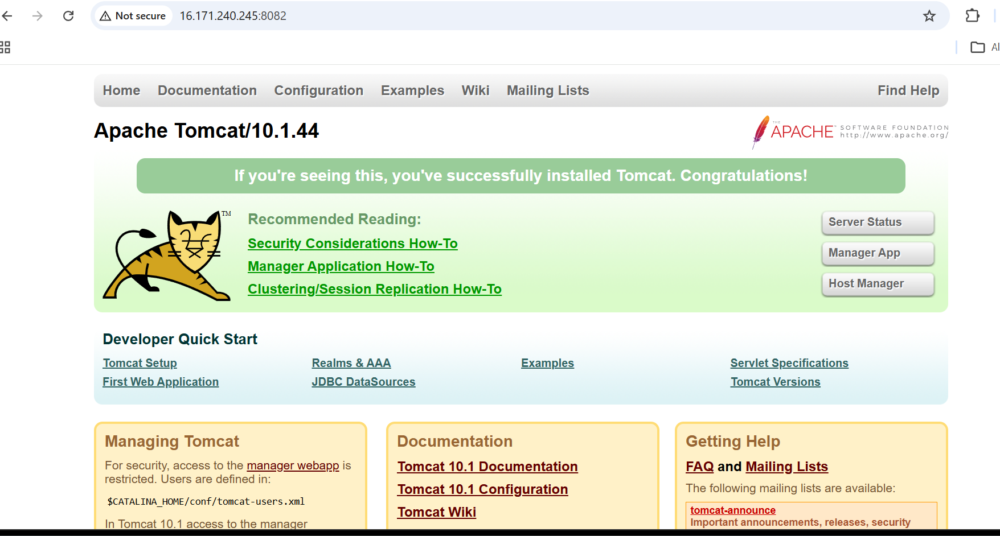 Not secure 16.171.240.245:8082
Home Documentation Configuration Examples Wiki Mailing Lists Find Help
Apache Tomcat/10.1.44
THE APACHE® SOFTWARE FOUNDATION
http://www.apache.org/
If you're seeing this, you've successfully installed Tomcat. Congratulations!
TM
Recommended Reading:
Security Considerations How-To
Manager Application How-To
Clustering/Session Replication How-To
Server Status
Manager App
Host Manager
Developer Quick Start
Tomcat Setup
First Web Application
Realms & AAA
JDBC DataSources
Examples
Servlet Specifications
Tomcat Versions
Managing Tomcat
For security, access to the manager webapp is
restricted. Users are defined in:
$CATALINA_HOME/conf/tomcat-users.xml
In Tomcat 10.1 access to the manager
Documentation
Tomcat 10.1 Documentation
Tomcat 10.1 Configuration
Tomcat Wiki
Getting Help
FAQ and Mailing Lists
The following mailing lists are available:
tomcat-announce
Important announcements, releases, security